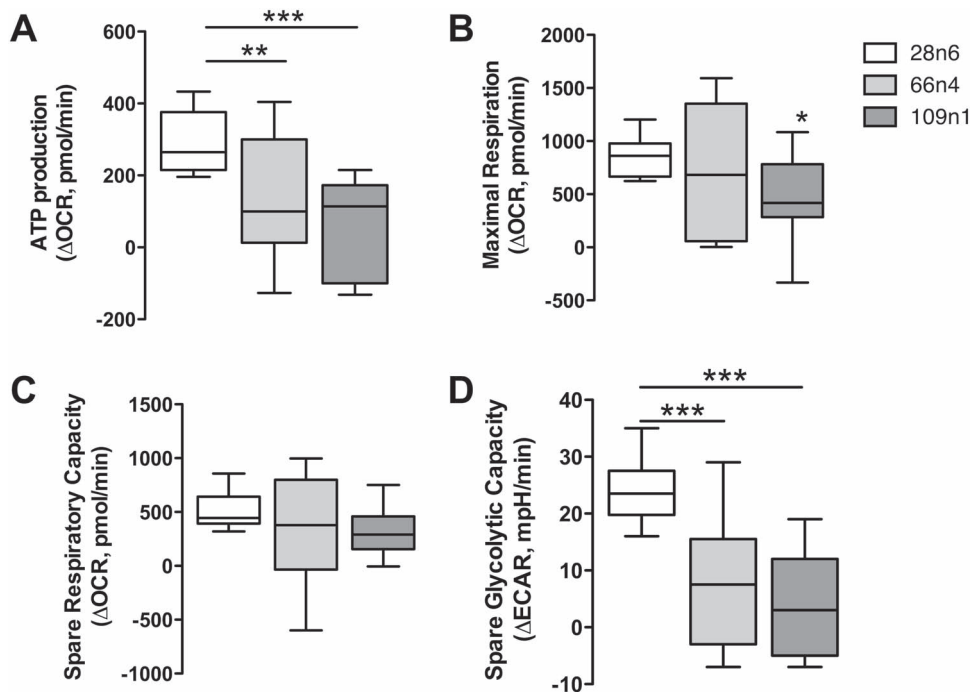 A
ATP production
(ΔOCR, pmol/min)
600
400
200
0
-200
**
***
B
Maximal Respiration
(ΔOCR, pmol/min)
2000
1500
1000
500
0
-500
*
28n6
66n4
109n1
C
Spare Respiratory Capacity
(ΔOCR, pmol/min)
1500
1000
500
0
-500
-1000
D
Spare Glycolytic Capacity
(ΔECAR, mpH/min)
40
30
20
10
0
-10
***
***